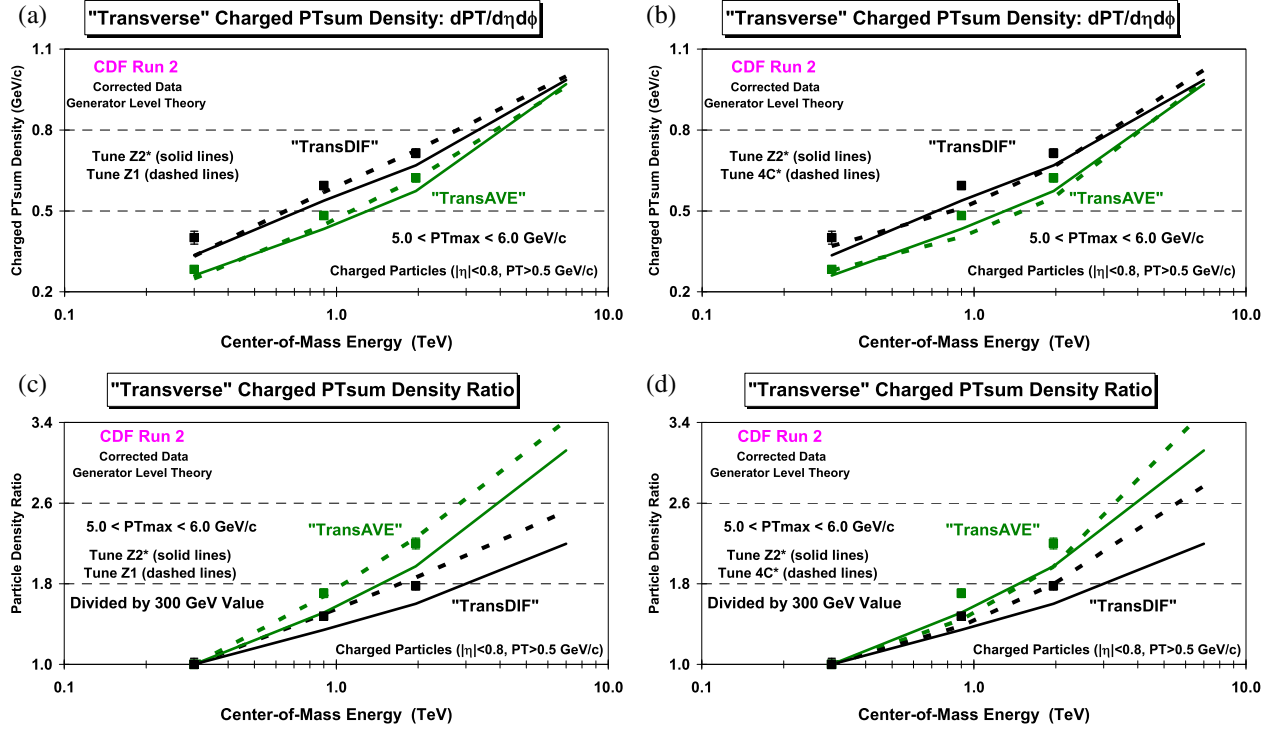 (a)
"Transverse" Charged PTsum Density: dPT/dηdϕ
1.1
0.8
0.5
0.2
Charged PTsum Density (GeV/c)
CDF Run 2
Corrected Data
Generator Level Theory
"TransDIF"
Tune Z2* (solid lines)
Tune Z1 (dashed lines)
"TransAVE"
5.0 < PTmax < 6.0 GeV/c
Charged Particles (|η|<0.8, PT>0.5 GeV/c)
0.1
1.0
10.0
Center-of-Mass Energy (TeV)
(b)
"Transverse" Charged PTsum Density: dPT/dηdϕ
1.1
0.8
0.5
0.2
Charged PTsum Density (GeV/c)
CDF Run 2
Corrected Data
Generator Level Theory
"TransDIF"
Tune Z2* (solid lines)
Tune 4C* (dashed lines)
"TransAVE"
5.0 < PTmax < 6.0 GeV/c
Charged Particles (|η|<0.8, PT>0.5 GeV/c)
0.1
1.0
10.0
Center-of-Mass Energy (TeV)
(c)
"Transverse" Charged PTsum Density Ratio
3.4
2.6
1.8
1.0
Particle Density Ratio
CDF Run 2
Corrected Data
Generator Level Theory
5.0 < PTmax < 6.0 GeV/c
"TransAVE"
Tune Z2* (solid lines)
Tune Z1 (dashed lines)
Divided by 300 GeV Value
"TransDIF"
Charged Particles (|η|<0.8, PT>0.5 GeV/c)
0.1
1.0
10.0
Center-of-Mass Energy (TeV)
(d)
"Transverse" Charged PTsum Density Ratio
3.4
2.6
1.8
1.0
Particle Density Ratio
CDF Run 2
Corrected Data
Generator Level Theory
5.0 < PTmax < 6.0 GeV/c
"TransAVE"
Tune Z2* (solid lines)
Tune 4C* (dashed lines)
Divided by 300 GeV Value
"TransDIF"
Charged Particles (|η|<0.8, PT>0.5 GeV/c)
0.1
1.0
10.0
Center-of-Mass Energy (TeV)